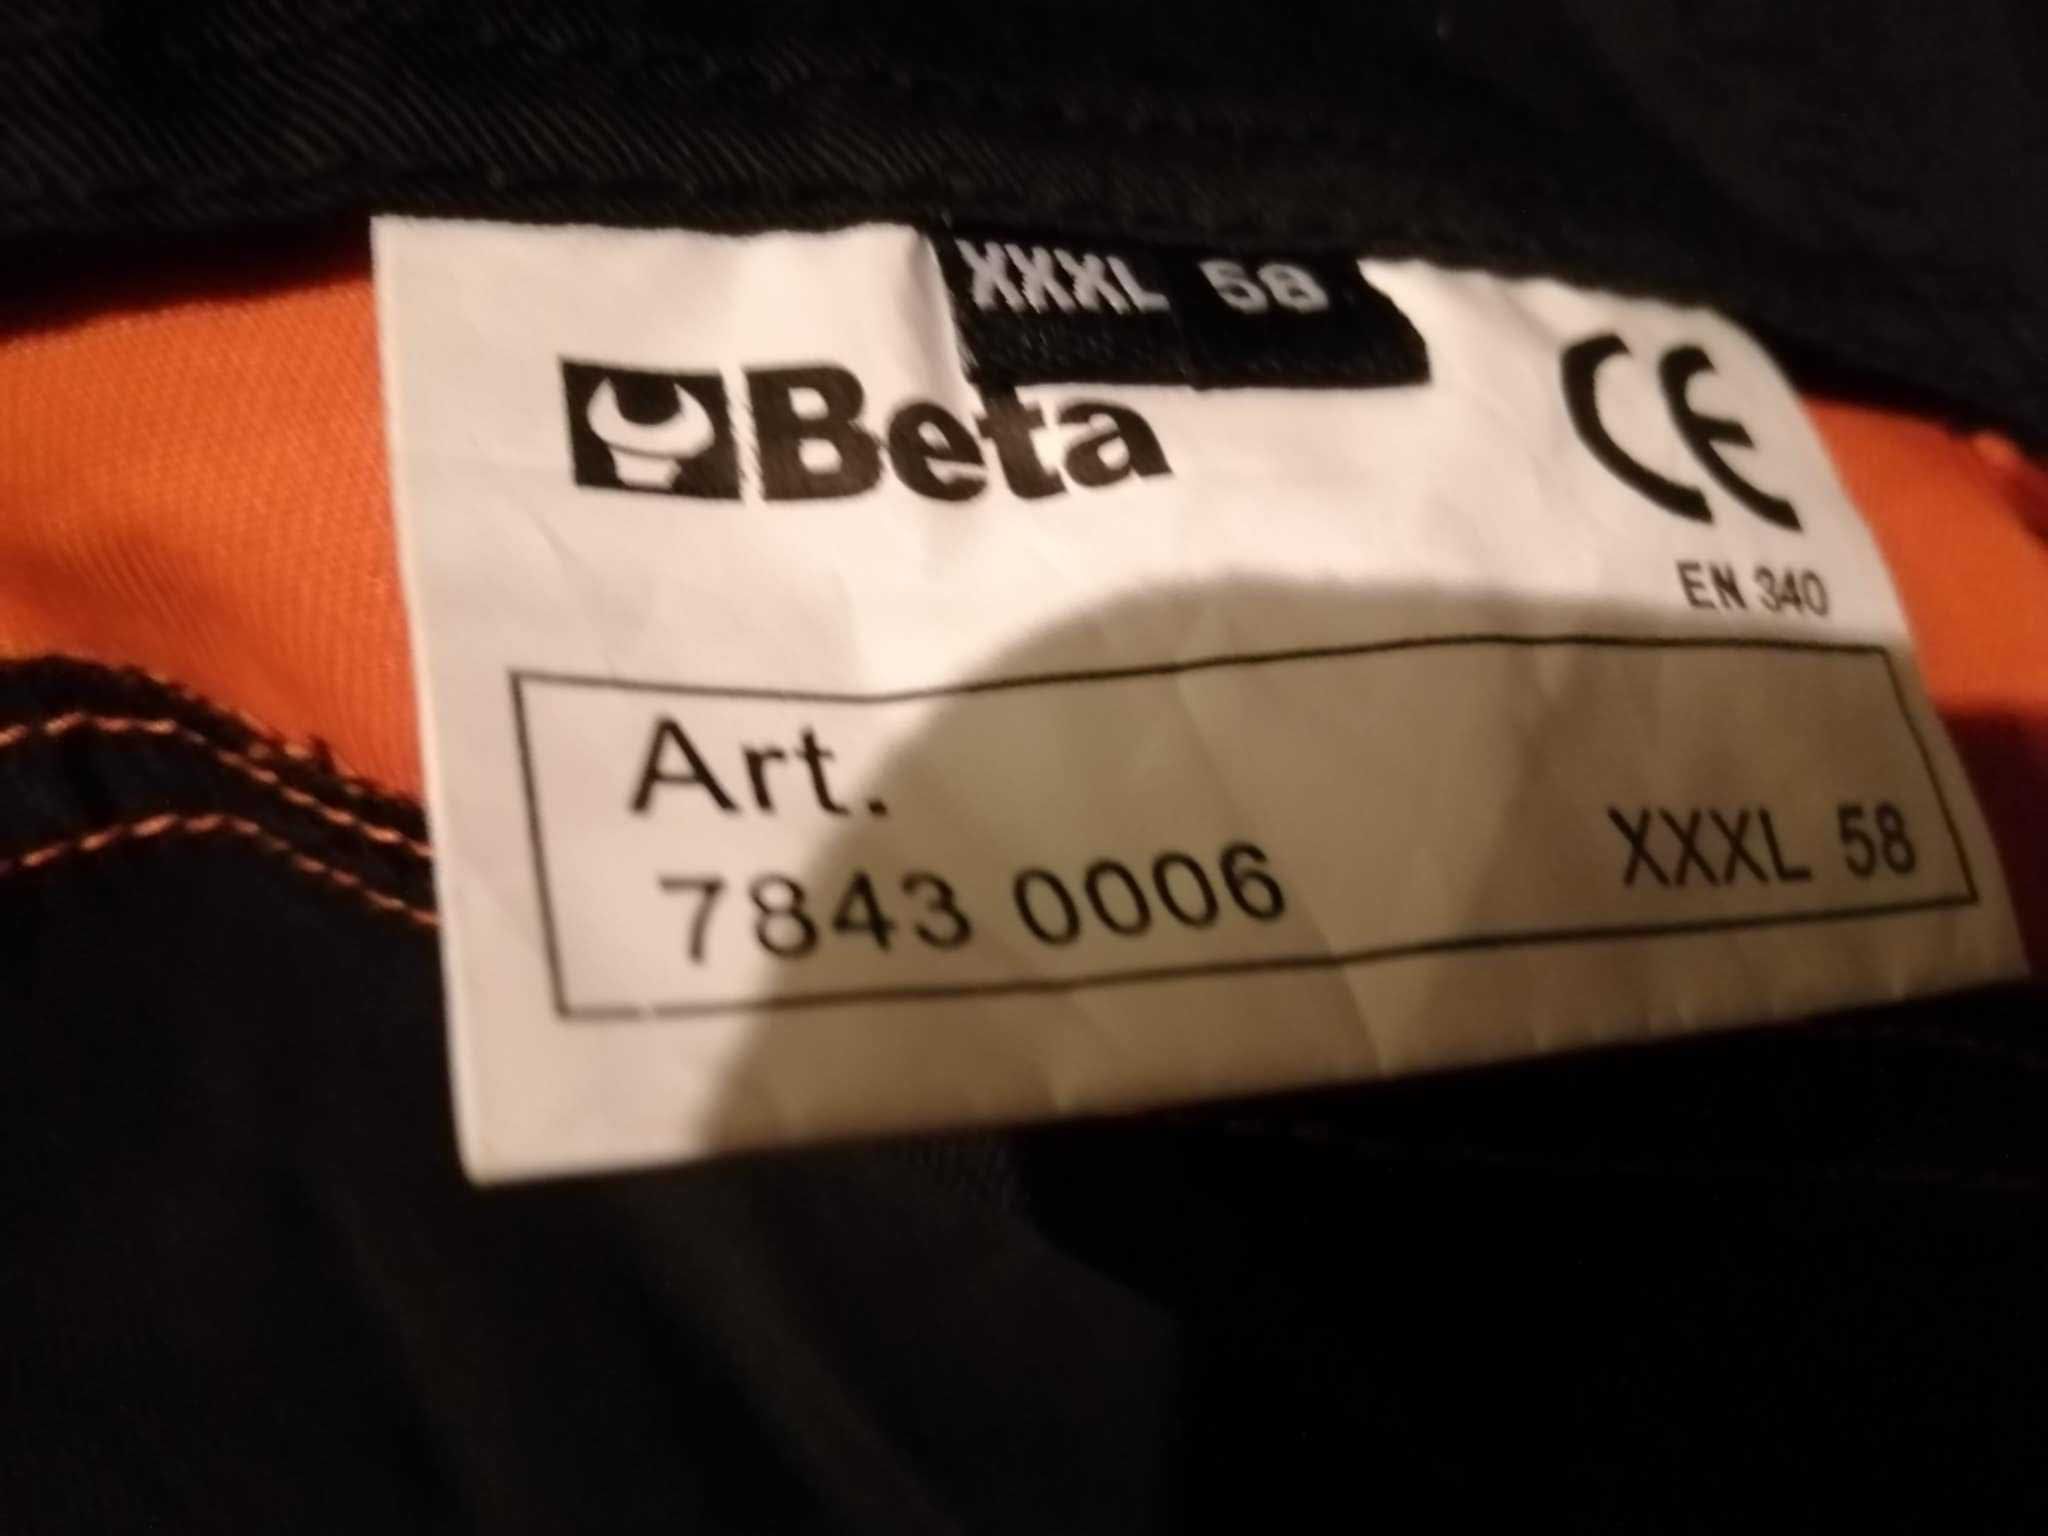 XXXL 58
Beta
CE
EN 340
Art.
7843 0006 XXXL 58